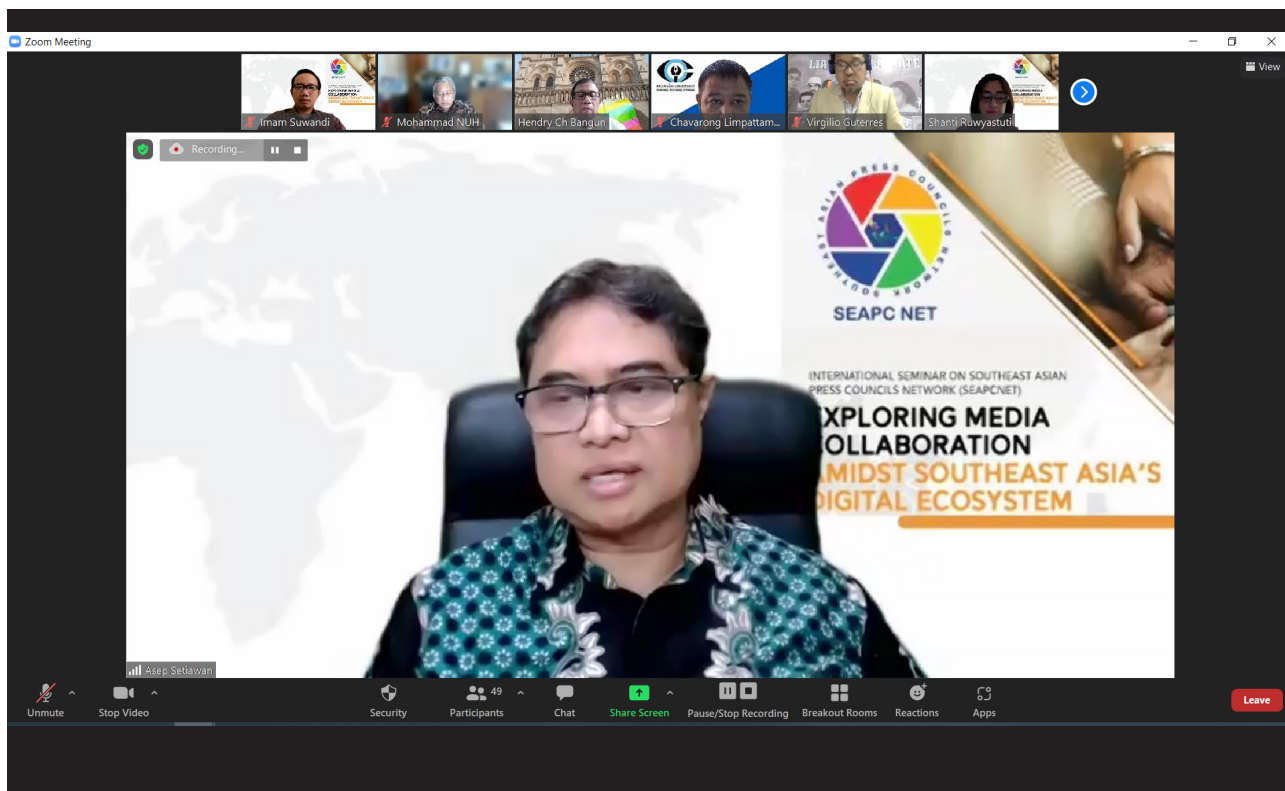 Zoom Meeting
View
Imam Suwandi
Mohammad NUH
Hendry Ch Bangun
Chavarong Limpattam...
Virgilio Guterres
Shanti Ruwyastuti
Recording...
SOUTHEAST ASIAN PRESS COUNCILS NETWORK
SEAPC NET
INTERNATIONAL SEMINAR ON SOUTHEAST ASIAN
PRESS COUNCILS NETWORK (SEAPCNET)
EXPLORING MEDIA
COLLABORATION
AMIDST SOUTHEAST ASIA'S
DIGITAL ECOSYSTEM
Asep Setiawan
Unmute
Stop Video
Security
49
Participants
Chat
Share Screen
Pause/Stop Recording
Breakout Rooms
Reactions
Apps
Leave